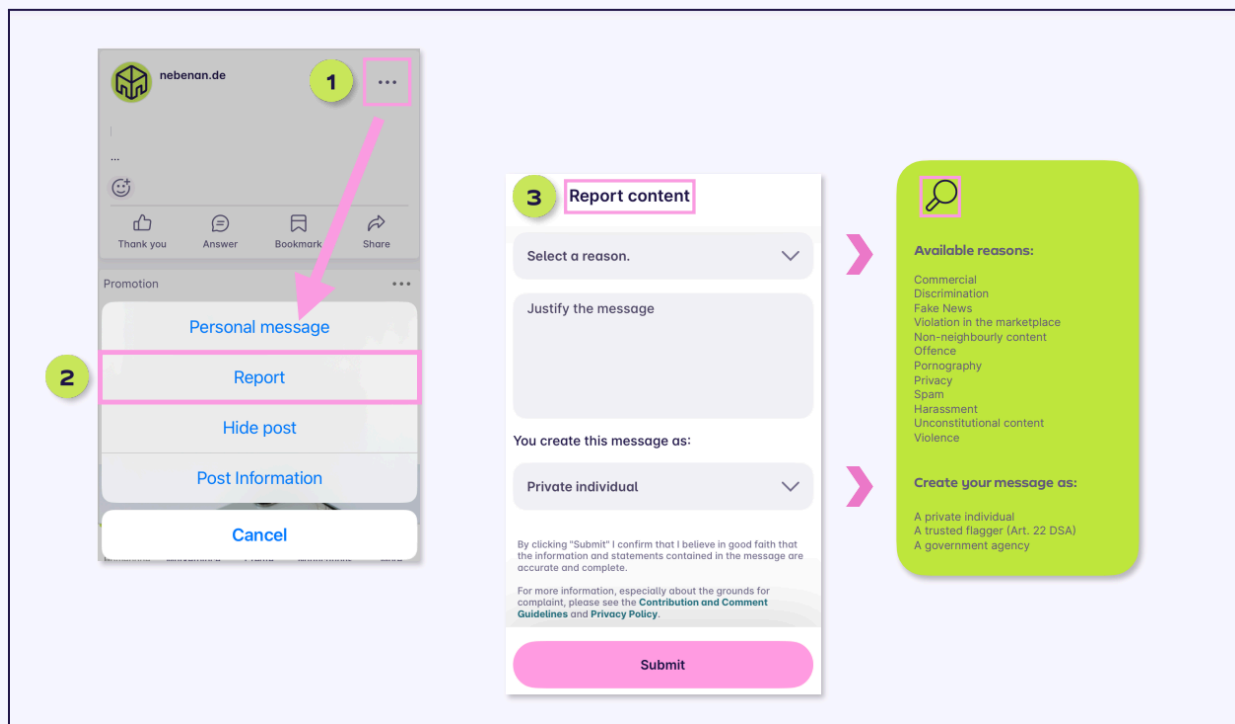 nebenan.de
1
...
Thank you
Answer
Bookmark
Share
Promotion
Personal message
2
Report
Hide post
Post Information
Cancel
3
Report content
Select a reason.
Justify the message
You create this message as:
Private individual
By clicking "Submit" I confirm that I believe in good faith that
the information and statements contained in the message are
accurate and complete.
For more information, especially about the grounds for
complaint, please see the Contribution and Comment
Guidelines and Privacy Policy.
Submit
Available reasons:
Commercial
Discrimination
Fake News
Violation in the marketplace
Non-neighbourly content
Offence
Pornography
Privacy
Spam
Harassment
Unconstitutional content
Violence
Create your message as:
A private individual
A trusted flagger (Art. 22 DSA)
A government agency